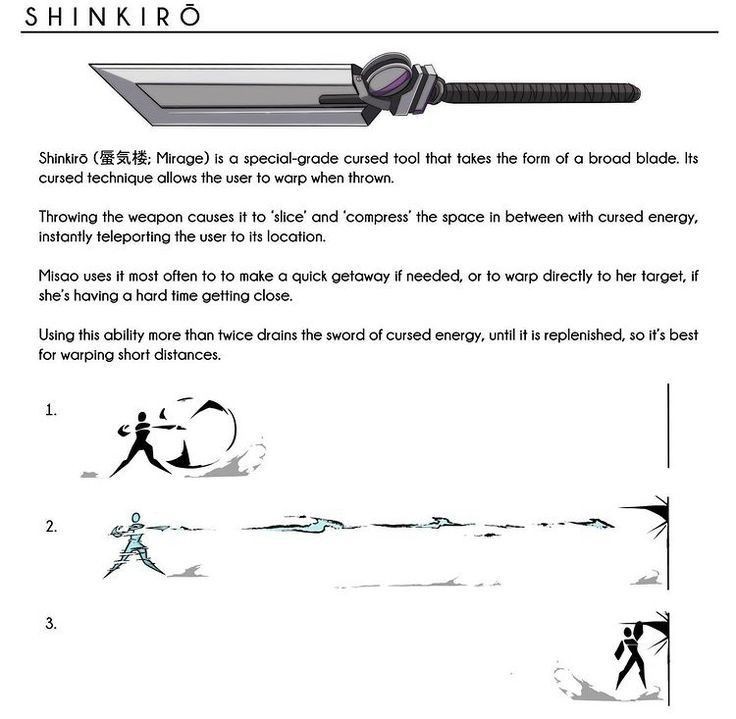 SHINKIRŌ
Shinkirō (蜃気楼; Mirage) is a special-grade cursed tool that takes the form of a broad blade. Its
cursed technique allows the user to warp when thrown.
Throwing the weapon causes it to ‘slice’ and ‘compress’ the space in between with cursed energy,
instantly teleporting the user to its location.
Misao uses it most often to to make a quick getaway if needed, or to warp directly to her target, if
she’s having a hard time getting close.
Using this ability more than twice drains the sword of cursed energy, until it is replenished, so it’s best
for warping short distances.
1.
2.
3.